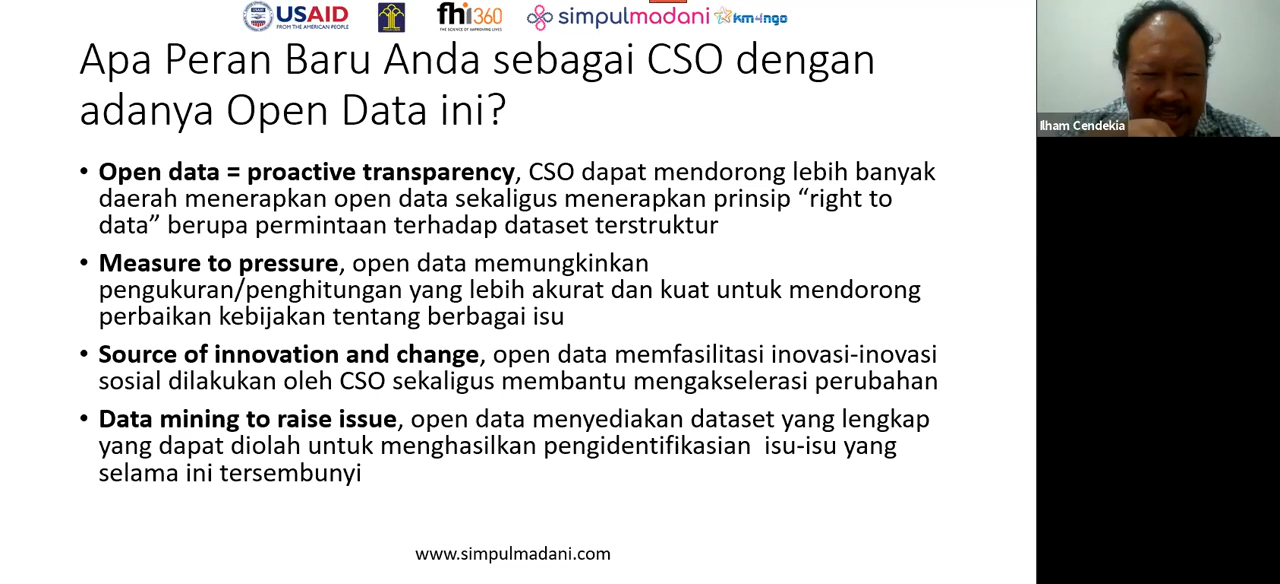 USAID
FROM THE AMERICAN PEOPLE
fhi360
THE SCIENCE OF IMPROVING LIVES
simpulmadani
km4ngo
Apa Peran Baru Anda sebagai CSO dengan
adanya Open Data ini?
• Open data = proactive transparency, CSO dapat mendorong lebih banyak
daerah menerapkan open data sekaligus menerapkan prinsip “right to
data” berupa permintaan terhadap dataset terstruktur
• Measure to pressure, open data memungkinkan
pengukuran/penghitungan yang lebih akurat dan kuat untuk mendorong
perbaikan kebijakan tentang berbagai isu
• Source of innovation and change, open data memfasilitasi inovasi-inovasi
sosial dilakukan oleh CSO sekaligus membantu mengakselerasi perubahan
• Data mining to raise issue, open data menyediakan dataset yang lengkap
yang dapat diolah untuk menghasilkan pengidentifikasian  isu-isu yang
selama ini tersembunyi
www.simpulmadani.com
Ilham Cendekia